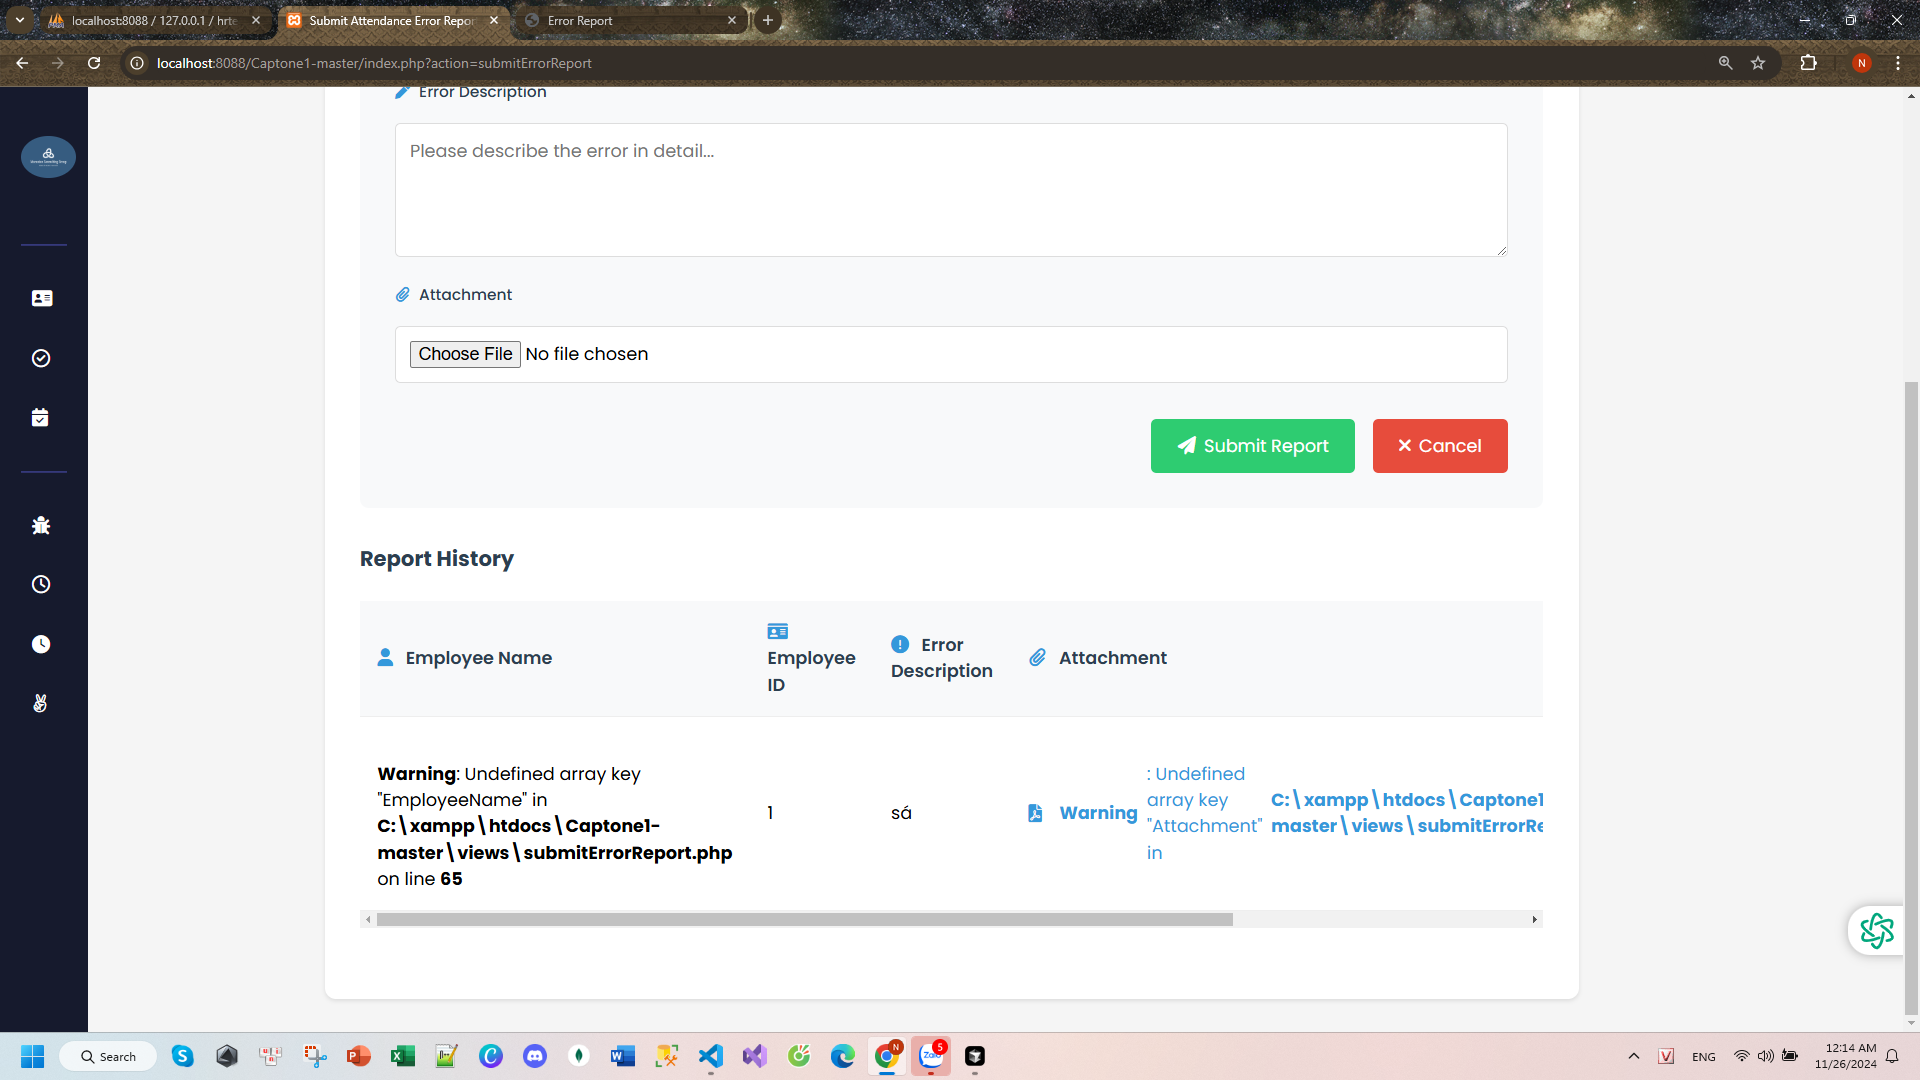 localhost:8088 / 127.0.0.1 / hrte
Submit Attendance Error Repor
Error Report
localhost:8088/Captone1-master/index.php?action=submitErrorReport
N
Error Description
Please describe the error in detail...
Attachment
Choose File No file chosen
Submit Report
Cancel
Report History
Employee Name
Employee
ID
Error
Description
Attachment
Warning: Undefined array key
"EmployeeName" in
C:\xampp\htdocs\Captone1-
master\views\submitErrorReport.php
on line 65
1
sá
Warning
: Undefined
array key
"Attachment"
in
C:\xampp\htdocs\Captone1
master\views\submitErrorRe
Search
N
Zalo
5
V
ENG
12:14 AM
11/26/2024